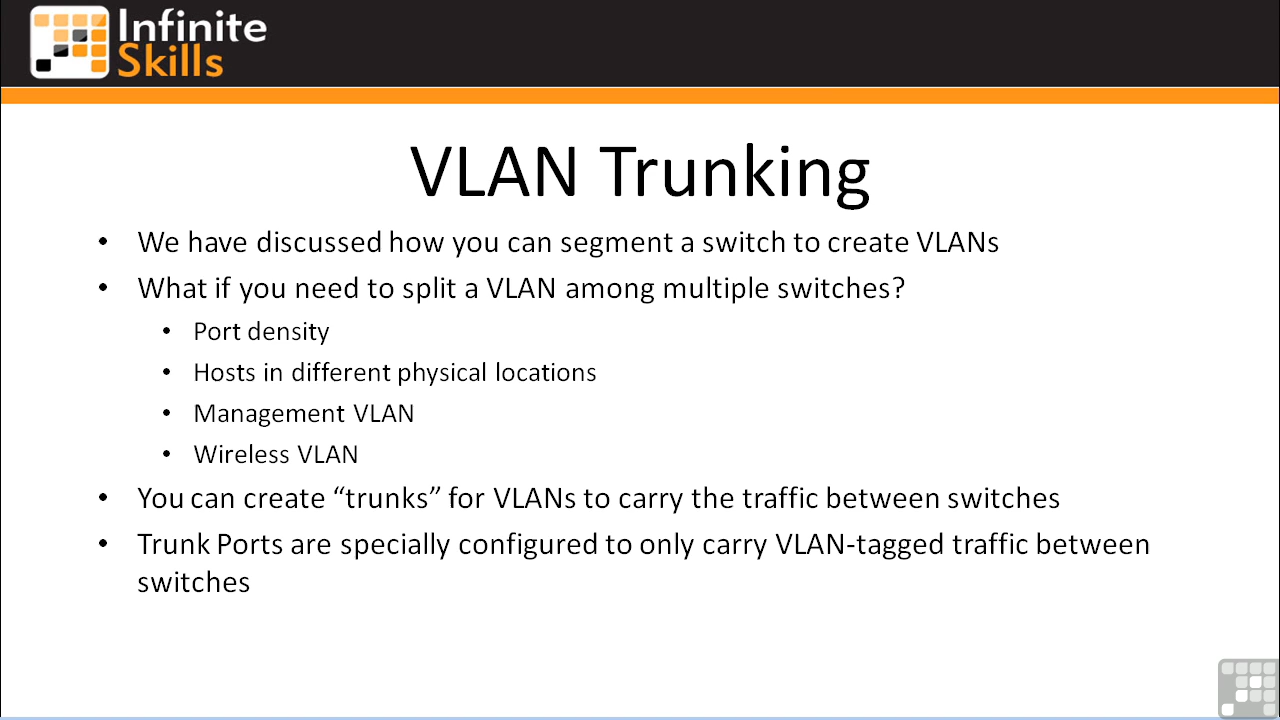 Infinite
Skills
VLAN Trunking
• We have discussed how you can segment a switch to create VLANs
• What if you need to split a VLAN among multiple switches?
• Port density
• Hosts in different physical locations
• Management VLAN
• Wireless VLAN
• You can create “trunks” for VLANs to carry the traffic between switches
• Trunk Ports are specially configured to only carry VLAN-tagged traffic between
switches